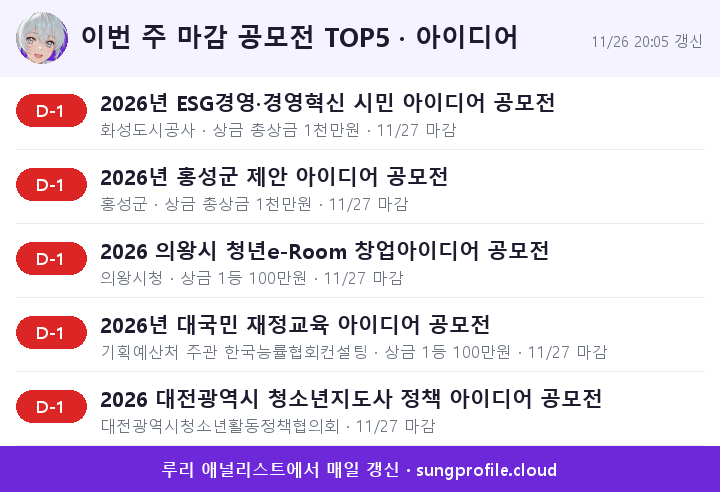 이번 주 마감 공모전 TOP5 · 아이디어
11/26 20:05 갱신
D-1
2026년 ESG경영·경영혁신 시민 아이디어 공모전
화성도시공사 · 상금 총상금 1천만원 · 11/27 마감
D-1
2026년 홍성군 제안 아이디어 공모전
홍성군 · 상금 총상금 1천만원 · 11/27 마감
D-1
2026 의왕시 청년e-Room 창업아이디어 공모전
의왕시청 · 상금 1등 100만원 · 11/27 마감
D-1
2026년 대국민 재정교육 아이디어 공모전
기획예산처 주관 한국능률협회컨설팅 · 상금 1등 100만원 · 11/27 마감
D-1
2026 대전광역시 청소년지도사 정책 아이디어 공모전
대전광역시청소년활동정책협의회 · 11/27 마감
루리 애널리스트에서 매일 갱신 · sungprofile.cloud